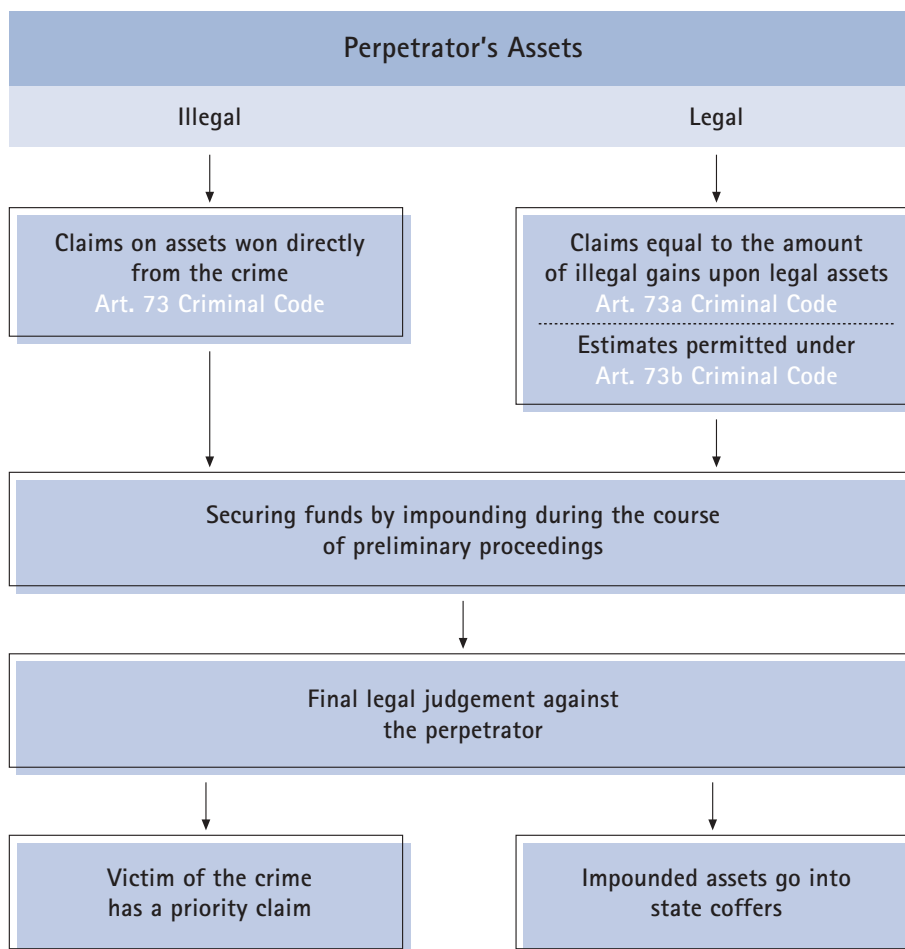 Perpetrator's Assets
Illegal
Legal
Claims on assets won directly
from the crime
Art. 73 Criminal Code
Claims equal to the amount
of illegal gains upon legal assets
Art. 73a Criminal Code
Estimates permitted under
Art. 73b Criminal Code
Securing funds by impounding during the course
of preliminary proceedings
Final legal judgement against
the perpetrator
Victim of the crime
has a priority claim
Impounded assets go into
state coffers